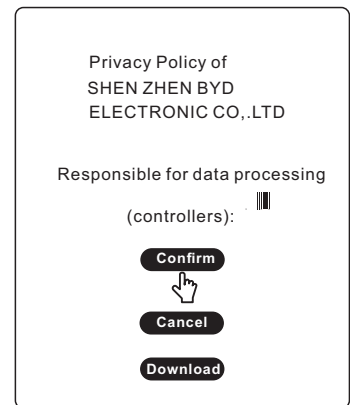 Privacy Policy of
SHEN ZHEN BYD
ELECTRONIC CO,.LTD
Responsible for data processing
(controllers):
Confirm
Cancel
Download